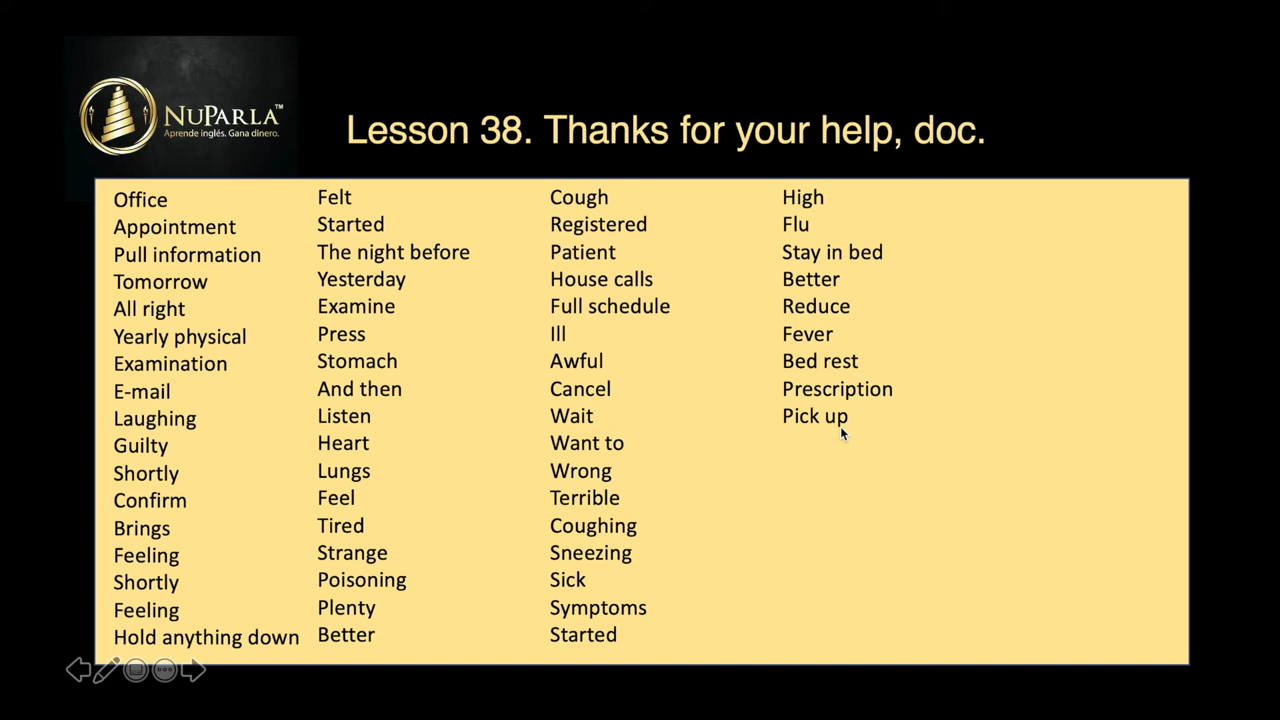 NUPARLA™
Aprende inglés. Gana dinero.
Lesson 38. Thanks for your help, doc.
Office
Appointment
Pull information
Tomorrow
All right
Yearly physical
Examination
E-mail
Laughing
Guilty
Shortly
Confirm
Brings
Feeling
Shortly
Feeling
Hold anything down
Felt
Started
The night before
Yesterday
Examine
Press
Stomach
And then
Listen
Heart
Lungs
Feel
Tired
Strange
Poisoning
Plenty
Better
Cough
Registered
Patient
House calls
Full schedule
Ill
Awful
Cancel
Wait
Want to
Wrong
Terrible
Coughing
Sneezing
Sick
Symptoms
Started
High
Flu
Stay in bed
Better
Reduce
Fever
Bed rest
Prescription
Pick up